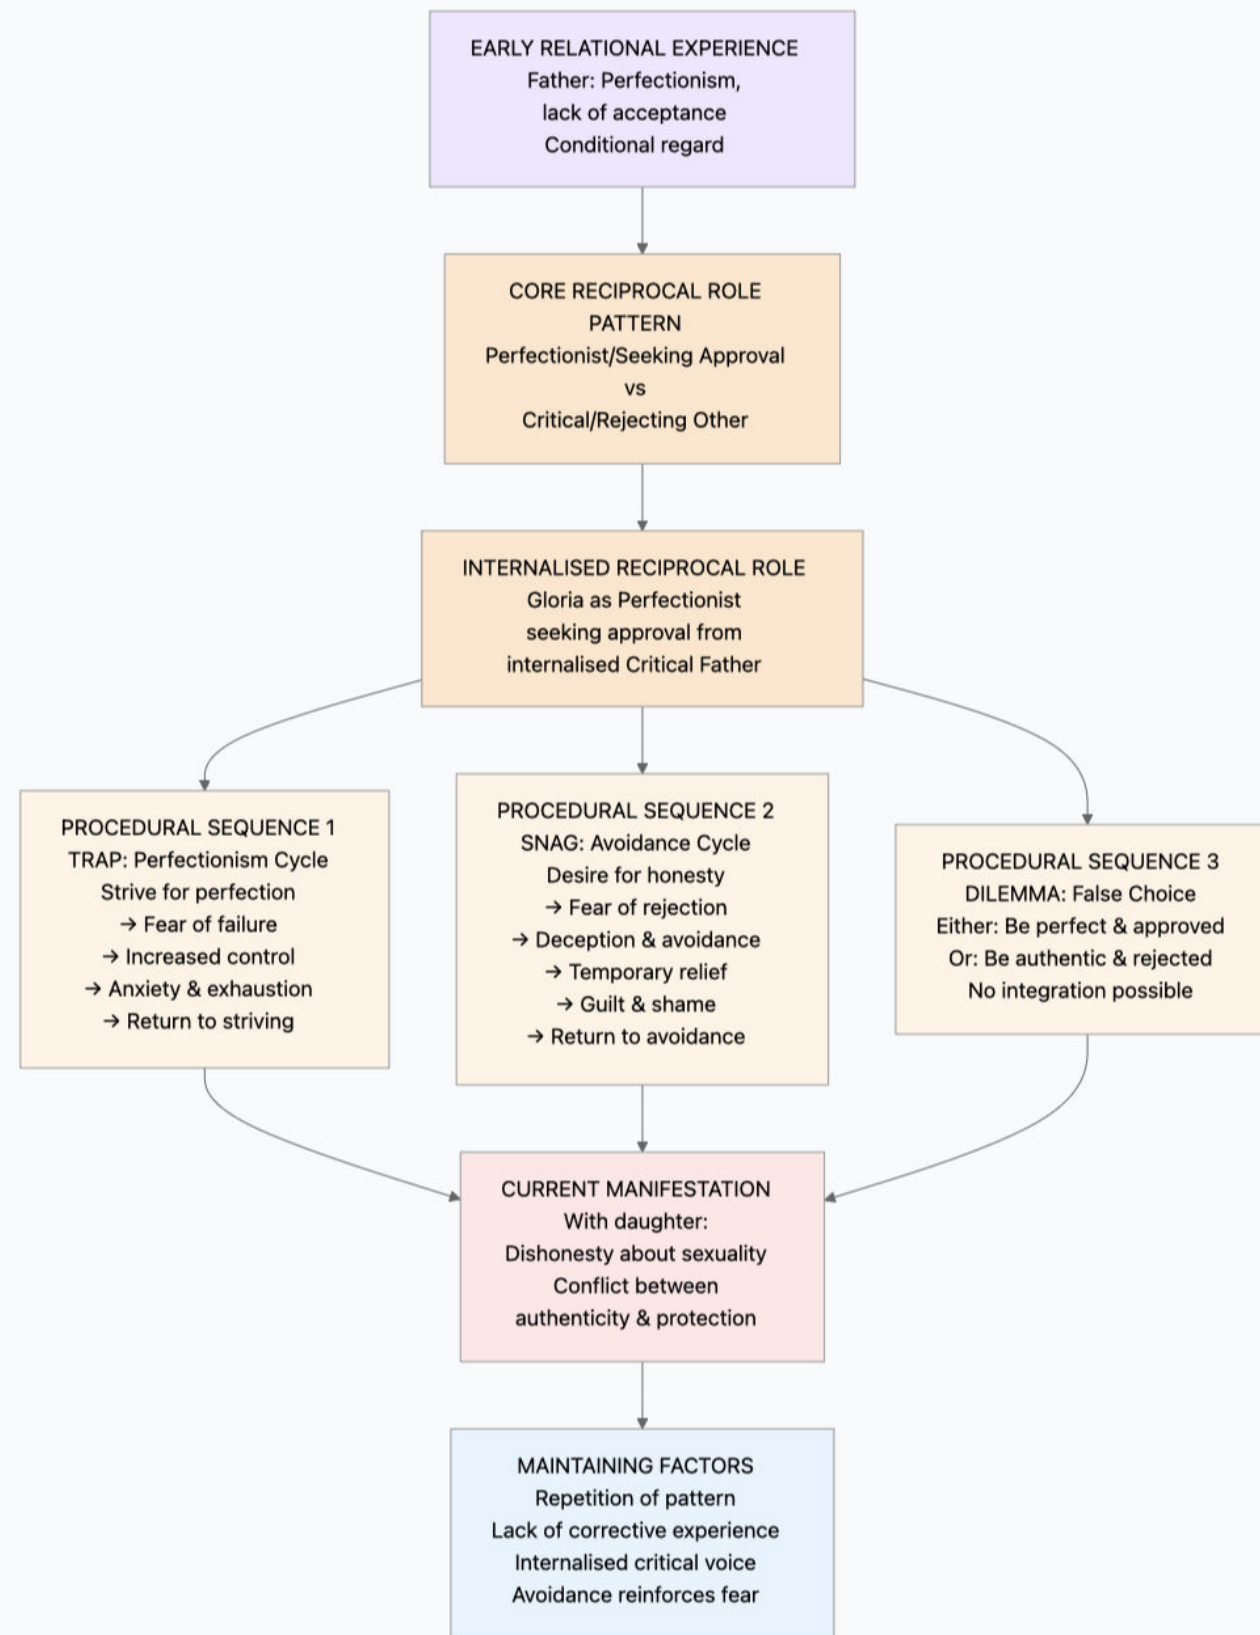 EARLY RELATIONAL EXPERIENCE
Father: Perfectionism,
lack of acceptance
Conditional regard
CORE RECIPROCAL ROLE
PATTERN
Perfectionist/Seeking Approval
vs
Critical/Rejecting Other
INTERNALISED RECIPROCAL ROLE
Gloria as Perfectionist
seeking approval from
internalised Critical Father
PROCEDURAL SEQUENCE 1
TRAP: Perfectionism Cycle
Strive for perfection
→ Fear of failure
→ Increased control
→ Anxiety & exhaustion
→ Return to striving
PROCEDURAL SEQUENCE 2
SNAG: Avoidance Cycle
Desire for honesty
→ Fear of rejection
→ Deception & avoidance
→ Temporary relief
→ Guilt & shame
→ Return to avoidance
PROCEDURAL SEQUENCE 3
DILEMMA: False Choice
Either: Be perfect & approved
Or: Be authentic & rejected
No integration possible
CURRENT MANIFESTATION
With daughter:
Dishonesty about sexuality
Conflict between
authenticity & protection
MAINTAINING FACTORS
Repetition of pattern
Lack of corrective experience
Internalised critical voice
Avoidance reinforces fear